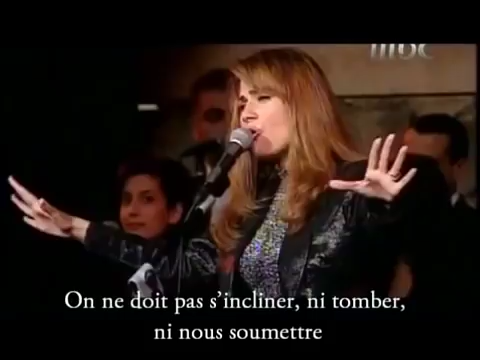 mbc
On ne doit pas s'incliner, ni tomber,
ni nous soumettre